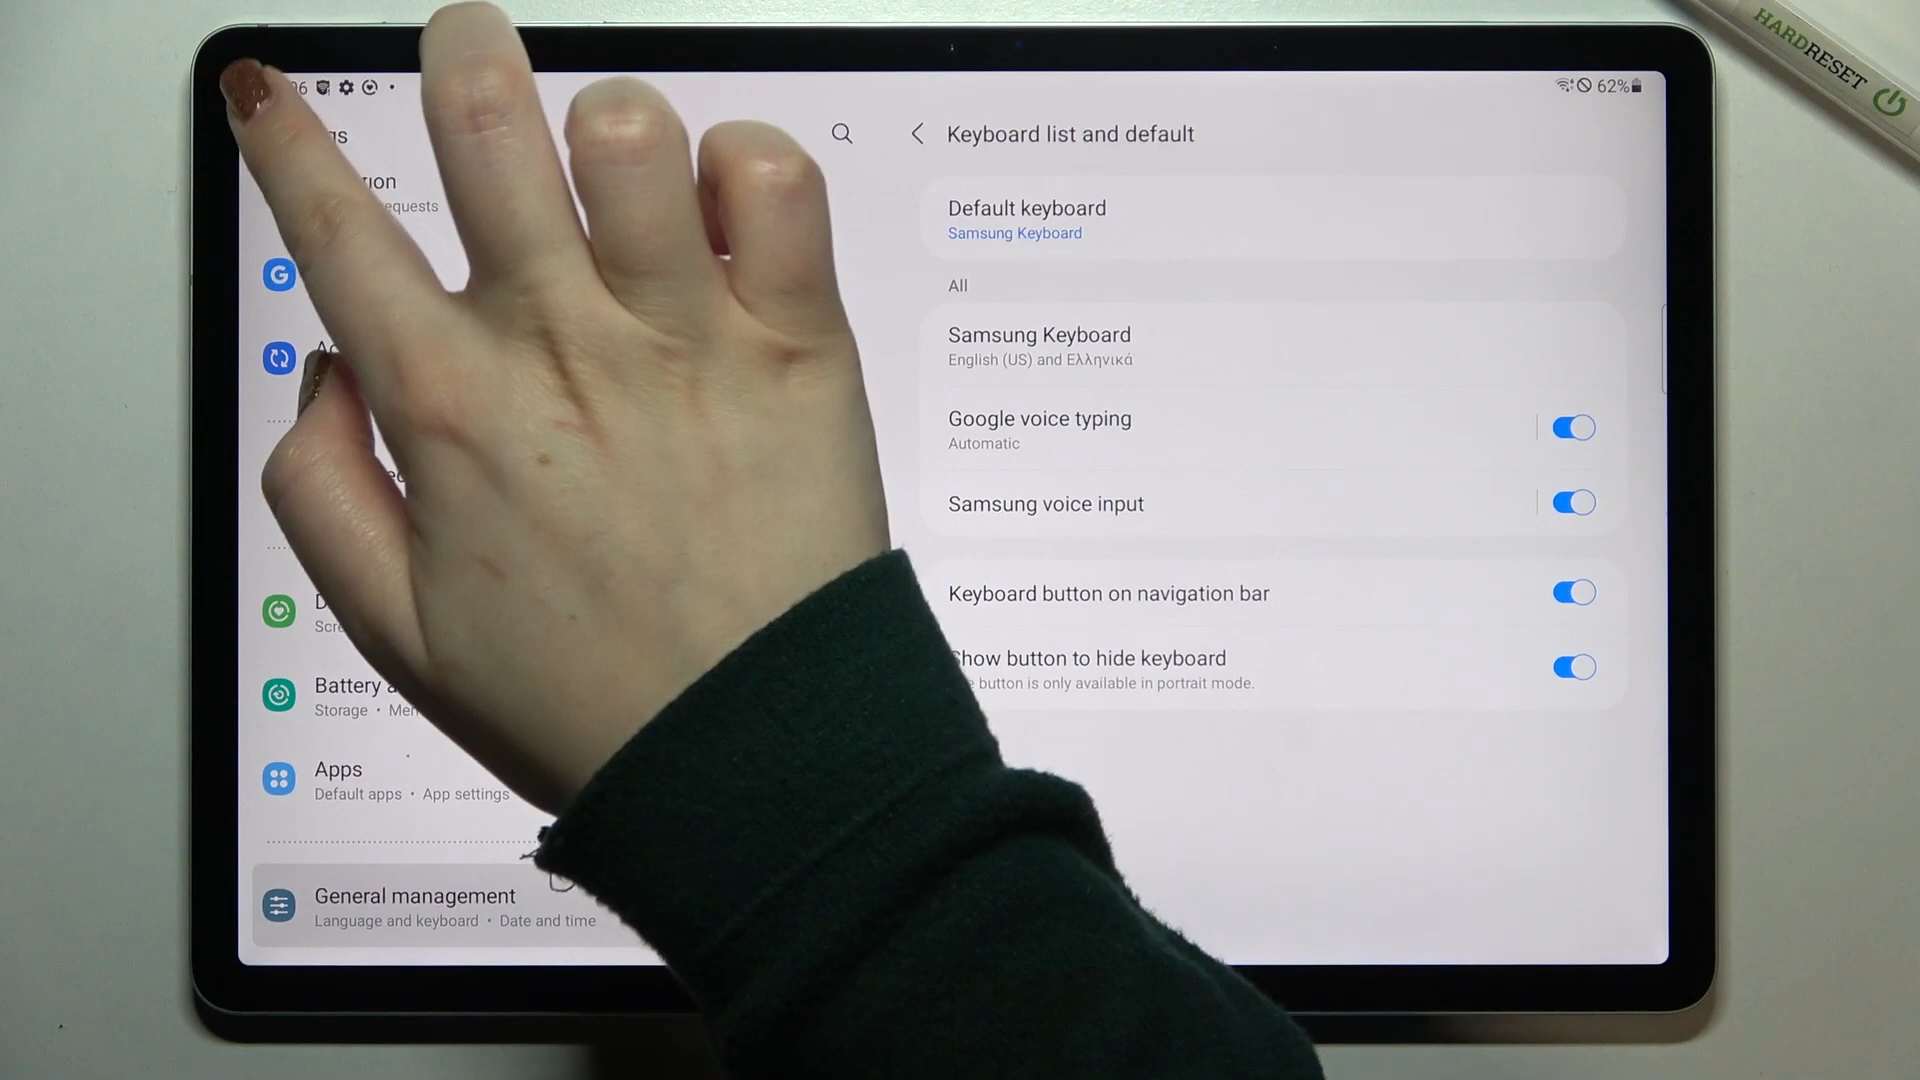 HARDRESET
62%
Keyboard list and default
Default keyboard
Samsung Keyboard
All
Samsung Keyboard
English (US) and Ελληνικά
Google voice typing
Automatic
Samsung voice input
Keyboard button on navigation bar
Show button to hide keyboard
button is only available in portrait mode.
Battery
Storage •
Apps
Default apps • App settings
General management
Language and keyboard • Date and time